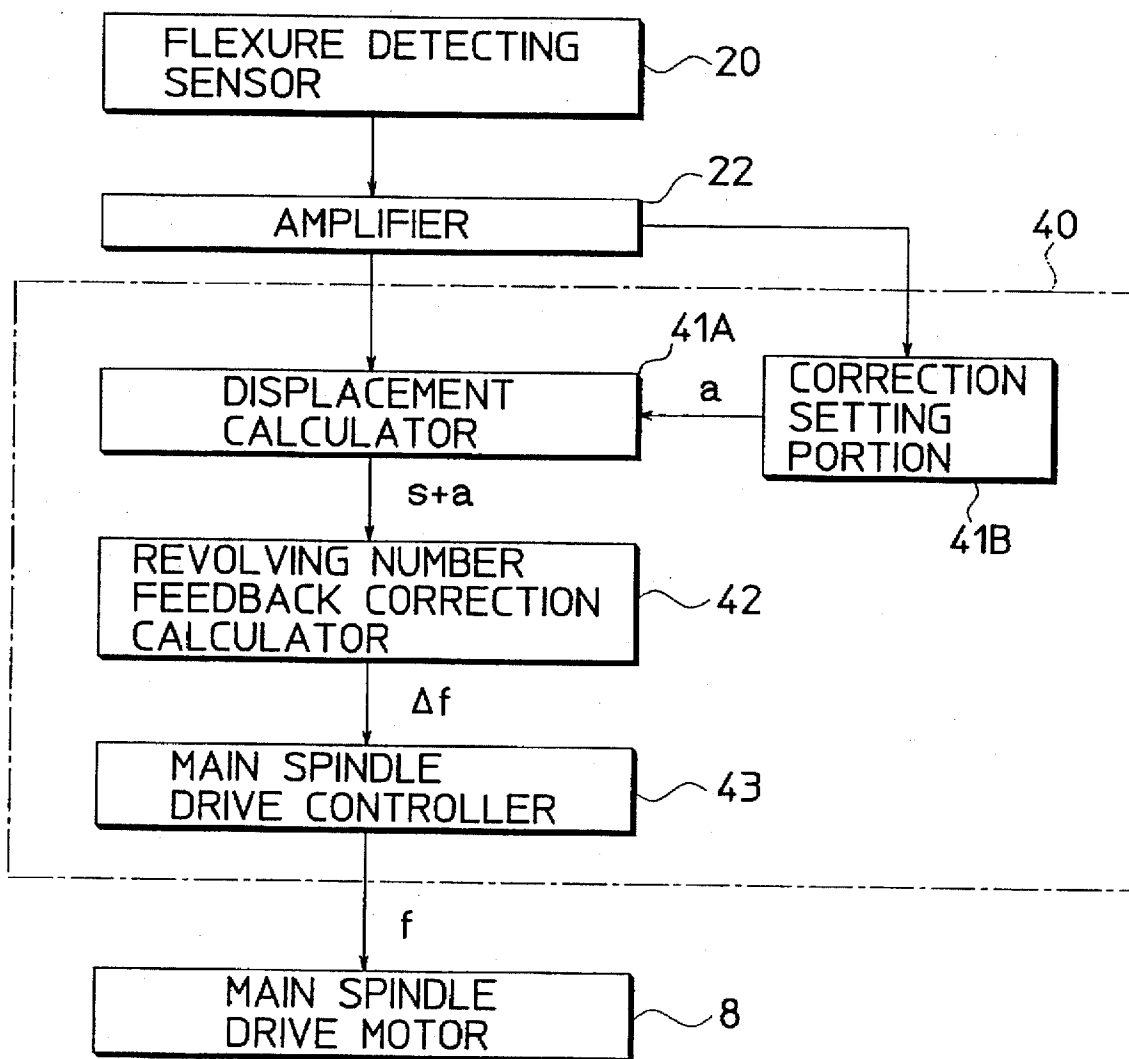 FLEXURE DETECTING
SENSOR
20
22
AMPLIFIER
40
41A
DISPLACEMENT
CALCULATOR
a
CORRECTION
SETTING
PORTION
s+a
41B
REVOLVING NUMBER
FEEDBACK CORRECTION
CALCULATOR
42
Δf
MAIN SPINDLE
DRIVE CONTROLLER
43
f
MAIN SPINDLE
DRIVE MOTOR
8